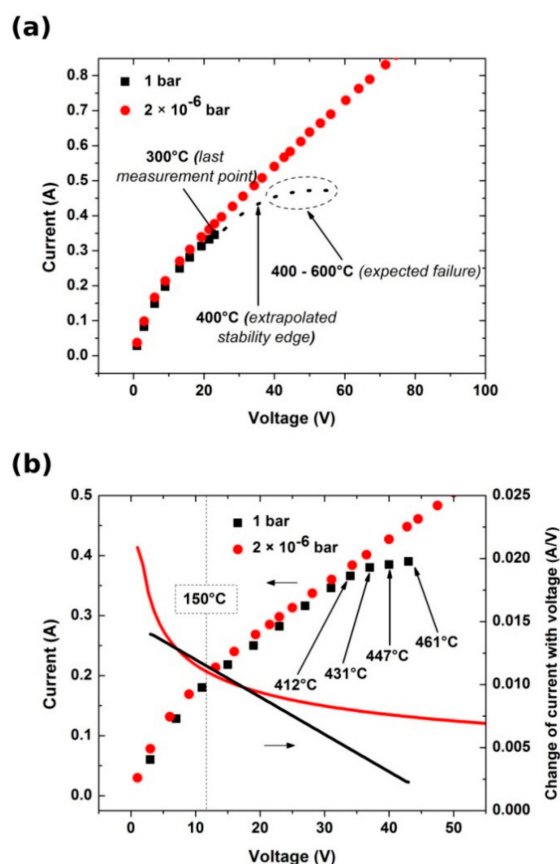 (a)
0.8
0.7
0.6
0.5
0.4
0.3
0.2
0.1
0.0
Current (A)
1 bar
2 × 10⁻⁶ bar
300°C (last
measurement point)
400 - 600°C (expected failure)
400°C (extrapolated
stability edge)
0 20 40 60 80 100
Voltage (V)
(b)
0.5
0.4
0.3
0.2
0.1
0.0
Current (A)
1 bar
2 × 10⁻⁶ bar
150°C
412°C
431°C
447°C
461°C
0.025
0.020
0.015
0.010
0.005
0.000
Change of current with voltage (A/V)
0 10 20 30 40 50
Voltage (V)